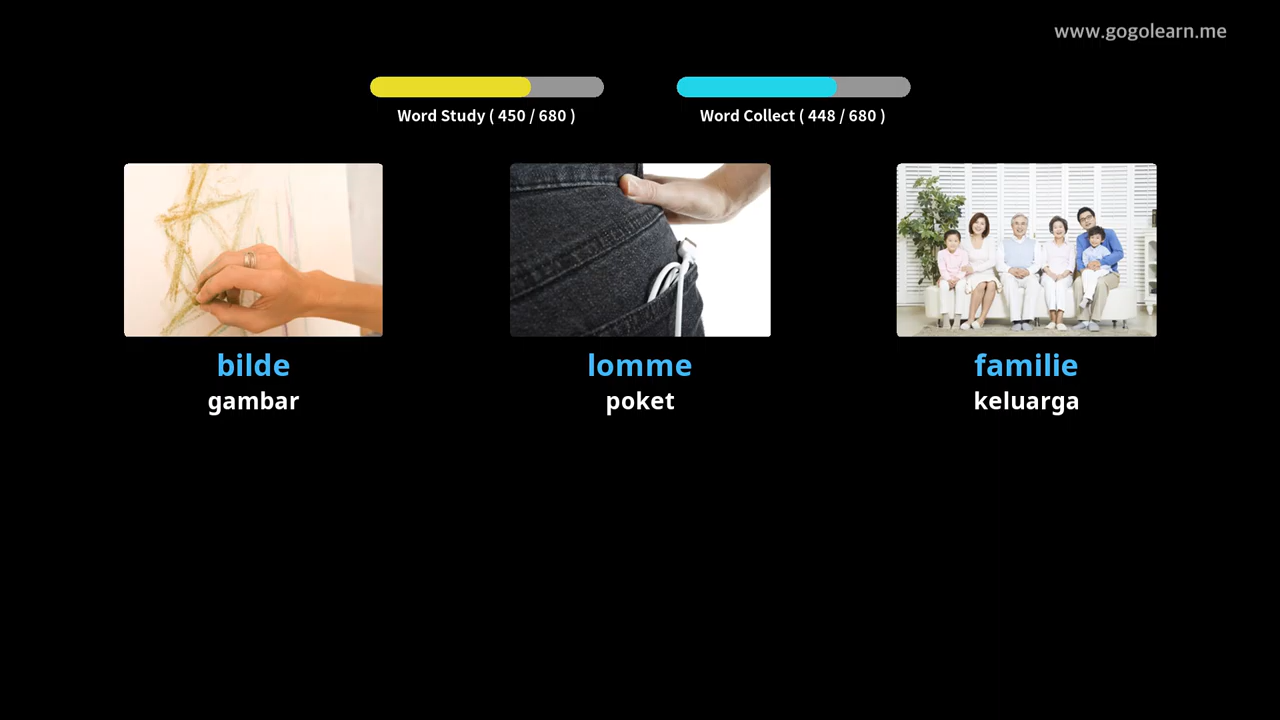 www.gogolearn.me
Word Study ( 450 / 680 )
Word Collect ( 448 / 680 )
bilde
gambar
lomme
poket
familie
keluarga